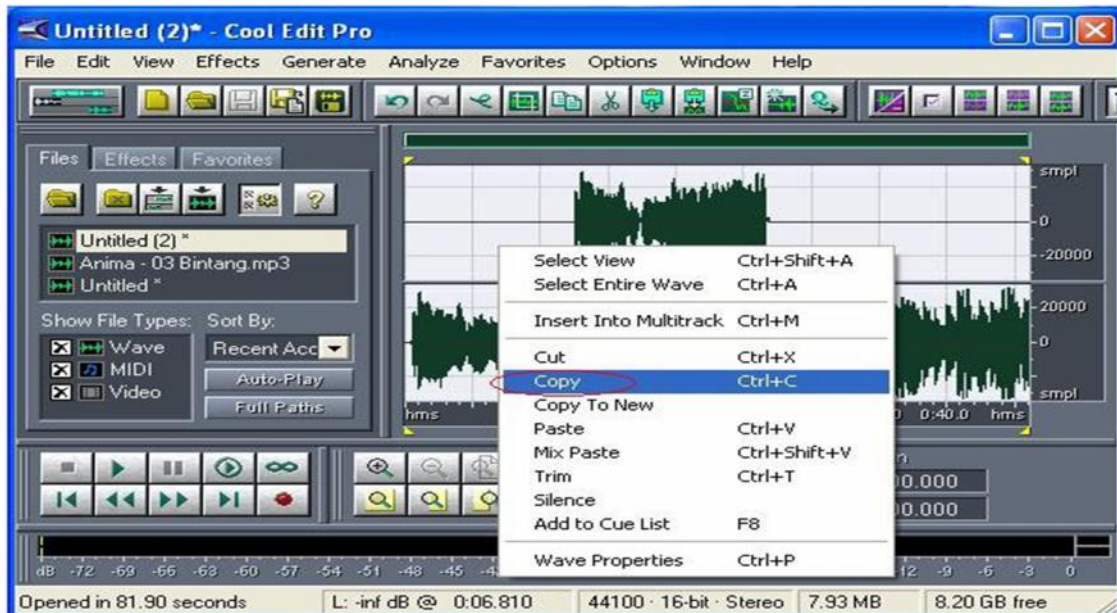 Untitled (2)* - Cool Edit Pro
File Edit View Effects Generate Analyze Favorites Options Window Help
Files Effects Favorites
Untitled (2) *
Anima - 03 Bintang.mp3
Untitled *
Show File Types: Sort By:
Wave Recent Acc
MIDI Auto-Play
Video Full Paths
smpl
-0
-20000
-20000
-0
smpl
hms 0:40.0 hms
Select View Ctrl+Shift+A
Select Entire Wave Ctrl+A
Insert Into Multitrack Ctrl+M
Cut Ctrl+X
Copy Ctrl+C
Copy To New
Paste Ctrl+V
Mix Paste Ctrl+Shift+V
Trim Ctrl+T
Silence
Add to Cue List F8
Wave Properties Ctrl+P
00.000
00.000
dB -72 -69 -66 -63 -60 -57 -54 -51 -48 -45 -12 -9 -6 -3 0
Opened in 81.90 seconds L: -inf dB @ 0:06.810 44100 · 16-bit · Stereo 7.93 MB 8.20 GB free